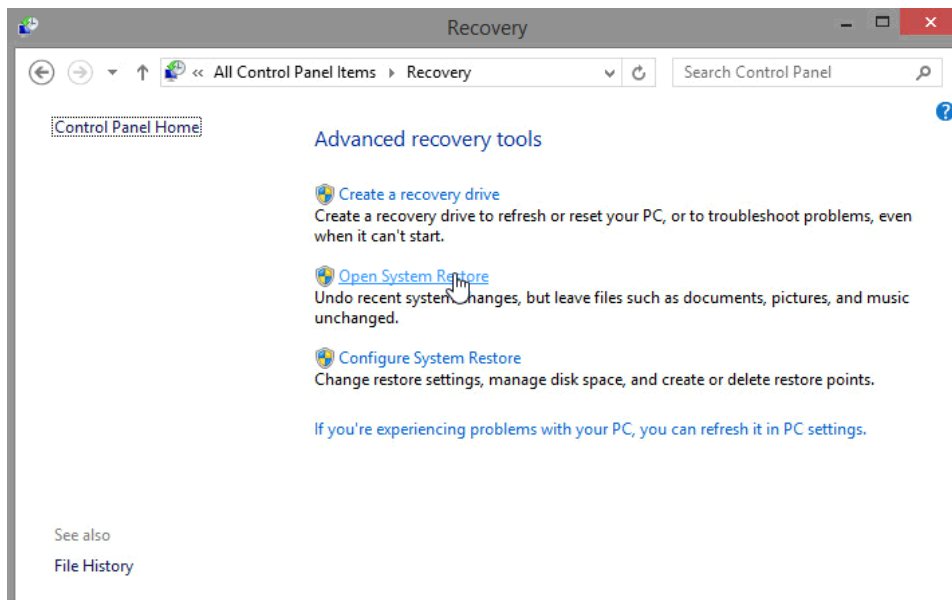 Recovery
« All Control Panel Items Recovery
Search Control Panel
?
Control Panel Home
Advanced recovery tools
Create a recovery drive
Create a recovery drive to refresh or reset your PC, or to troubleshoot problems, even
when it can't start.
Open System Restore
Undo recent system changes, but leave files such as documents, pictures, and music
unchanged.
Configure System Restore
Change restore settings, manage disk space, and create or delete restore points.
If you're experiencing problems with your PC, you can refresh it in PC settings.
See also
File History